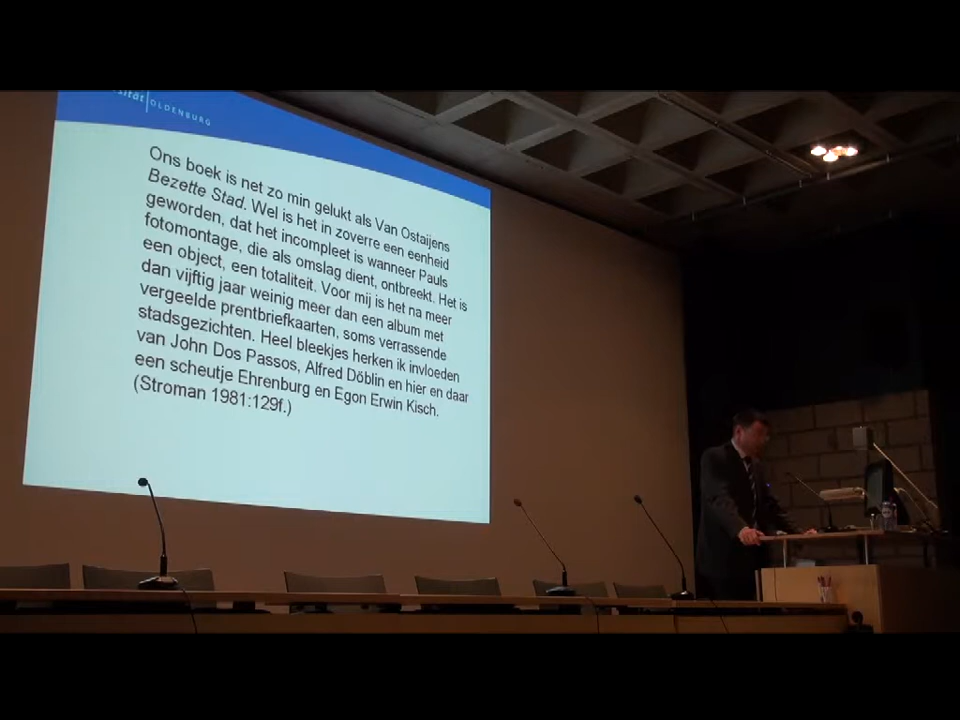 OLDENBURG
Ons boek is net zo min gelukt als Van Ostaijens
Bezette Stad. Wel is het in zoverre een eenheid
geworden, dat het incompleet is wanneer Pauls
fotomontage, die als omslag dient, ontbreekt. Het is
een object, een totaliteit. Voor mij is het na meer
dan vijftig jaar weinig meer dan een album met
vergeelde prentbriefkaarten, soms verrassende
stadsgezichten. Heel bleekjes herken ik invloeden
van John Dos Passos, Alfred Döblin en hier en daar
een scheutje Ehrenburg en Egon Erwin Kisch.
(Stroman 1981:129f.)